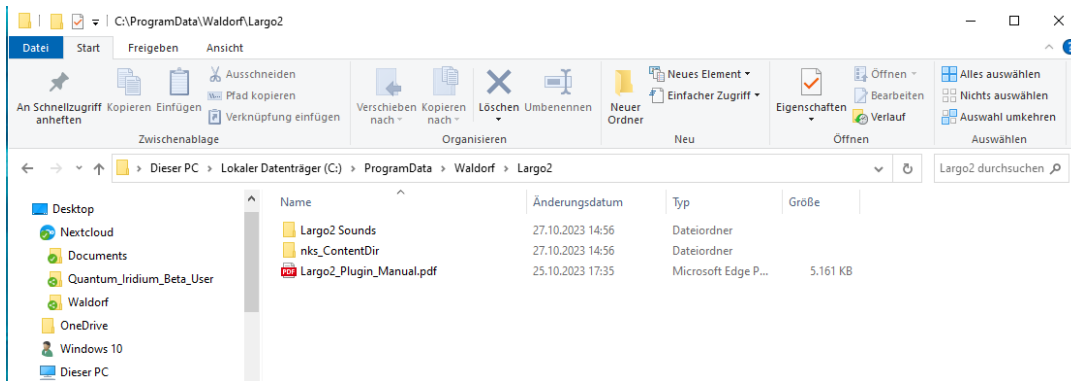 C:\ProgramData\Waldorf\Largo2
Datei Start Freigeben Ansicht
An Schnellzugriff anheften
Kopieren
Einfügen
Ausschneiden
Pfad kopieren
Verknüpfung einfügen
Zwischenablage
Verschieben nach
Kopieren nach
Löschen
Umbenennen
Organisieren
Neuer Ordner
Neues Element
Einfacher Zugriff
Neu
Eigenschaften
Öffnen
Bearbeiten
Verlauf
Öffnen
Alles auswählen
Nichts auswählen
Auswahl umkehren
Auswählen
Dieser PC > Lokaler Datenträger (C:) > ProgramData > Waldorf > Largo2
Largo2 durchsuchen
Desktop
Nextcloud
Documents
Quantum_Iridium_Beta_User
Waldorf
OneDrive
Windows 10
Dieser PC
Name Änderungsdatum Typ Größe
Largo2 Sounds 27.10.2023 14:56 Dateiordner
nks_ContentDir 27.10.2023 14:56 Dateiordner
PDF Largo2_Plugin_Manual.pdf 25.10.2023 17:35 Microsoft Edge P... 5.161 KB